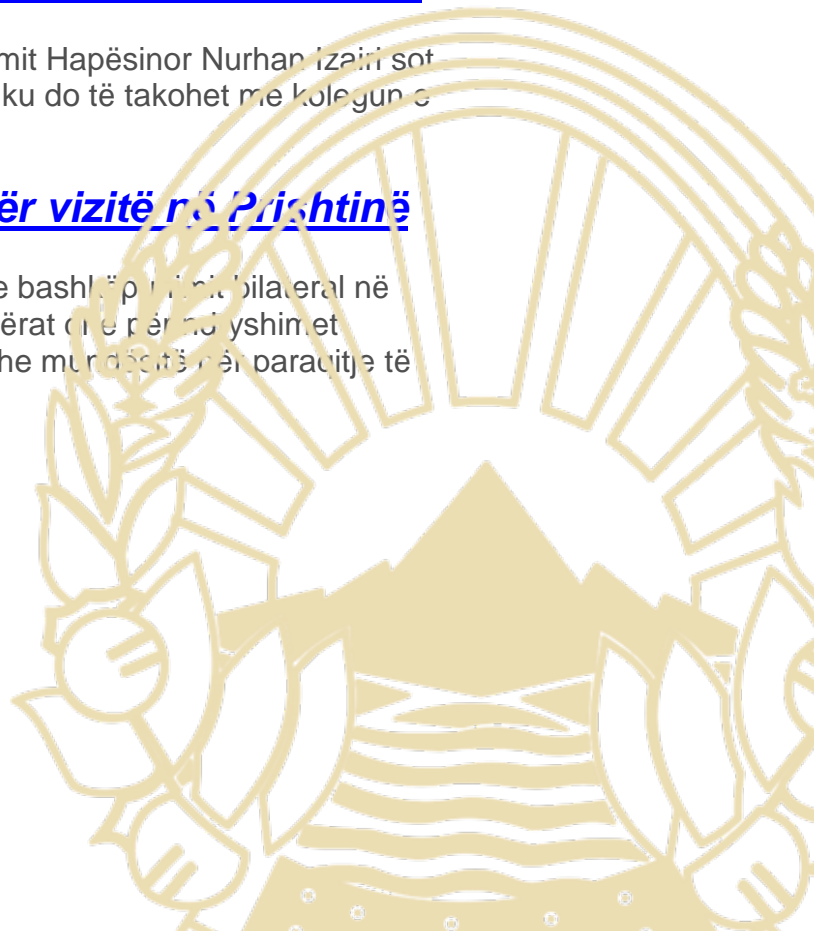 mit Hapësinor Nurhan Izairi sot
ku do të takohet me kolegun e
ër vizitë në Prishtinë
e bashkëpunimit bilateral në
ërat dhe përndryshimet
he mundësitë për paraqitje të